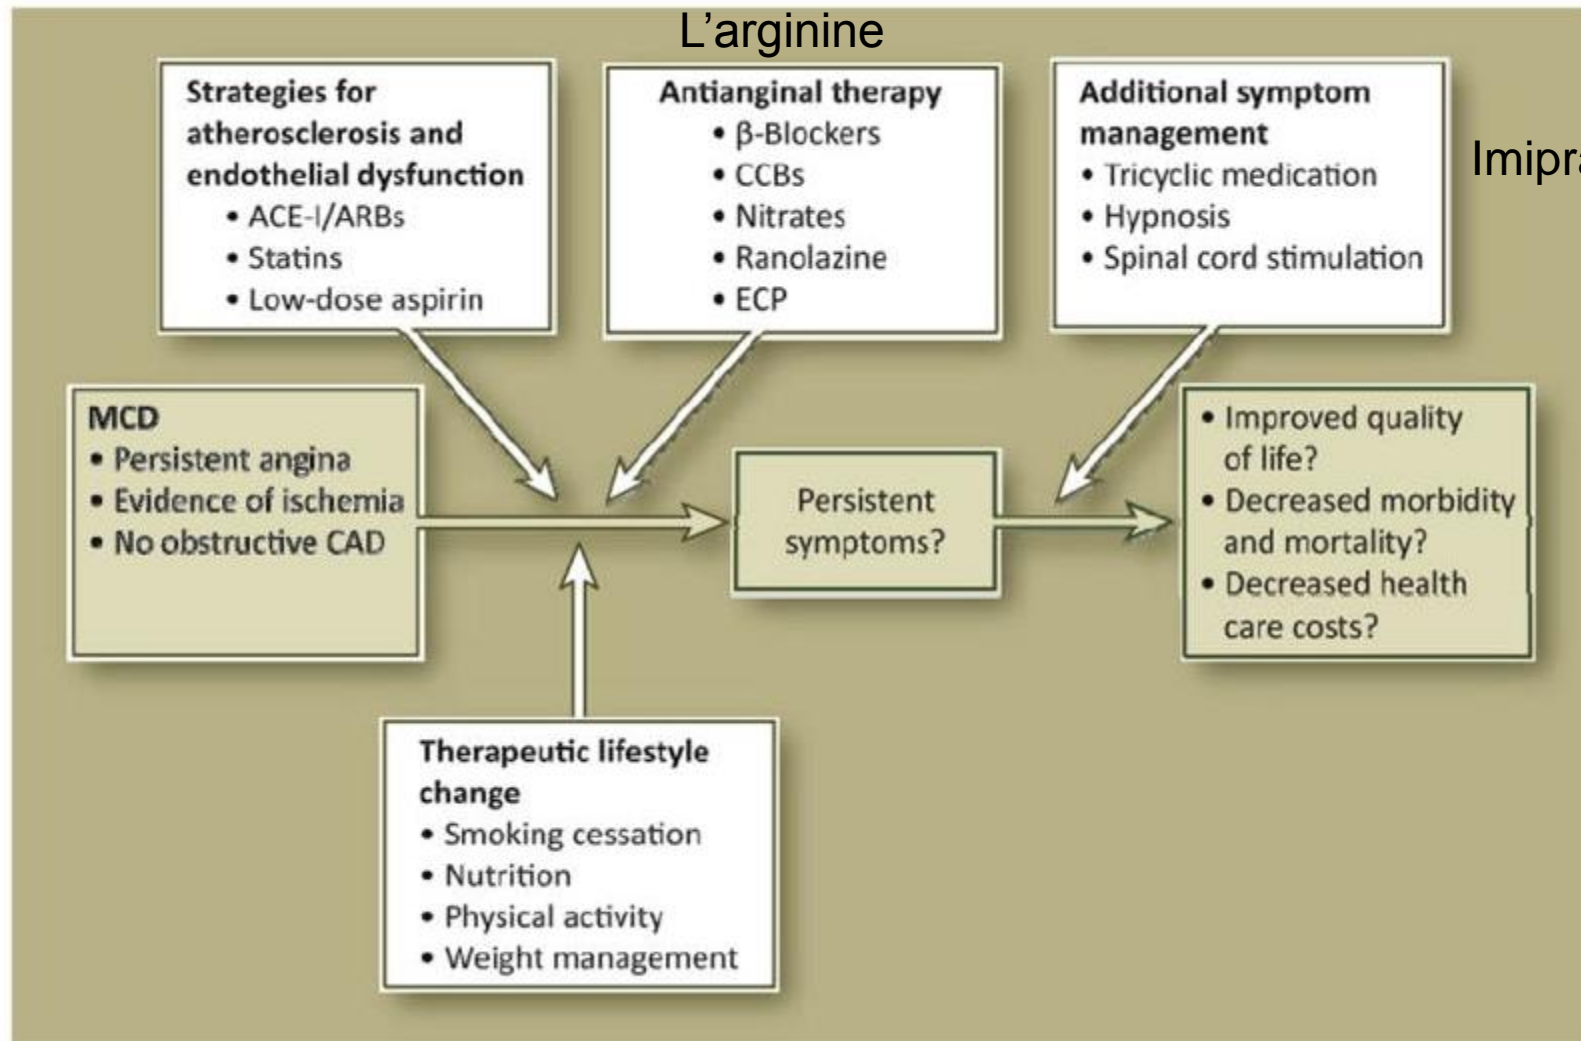 L’arginine
Strategies for
atherosclerosis and
endothelial dysfunction
• ACE-I/ARBs
• Statins
• Low-dose aspirin
Antianginal therapy
• β-Blockers
• CCBs
• Nitrates
• Ranolazine
• ECP
Additional symptom
management
• Tricyclic medication
• Hypnosis
• Spinal cord stimulation
Imipra
MCD
• Persistent angina
• Evidence of ischemia
• No obstructive CAD
Persistent
symptoms?
• Improved quality
of life?
• Decreased morbidity
and mortality?
• Decreased health
care costs?
Therapeutic lifestyle
change
• Smoking cessation
• Nutrition
• Physical activity
• Weight management